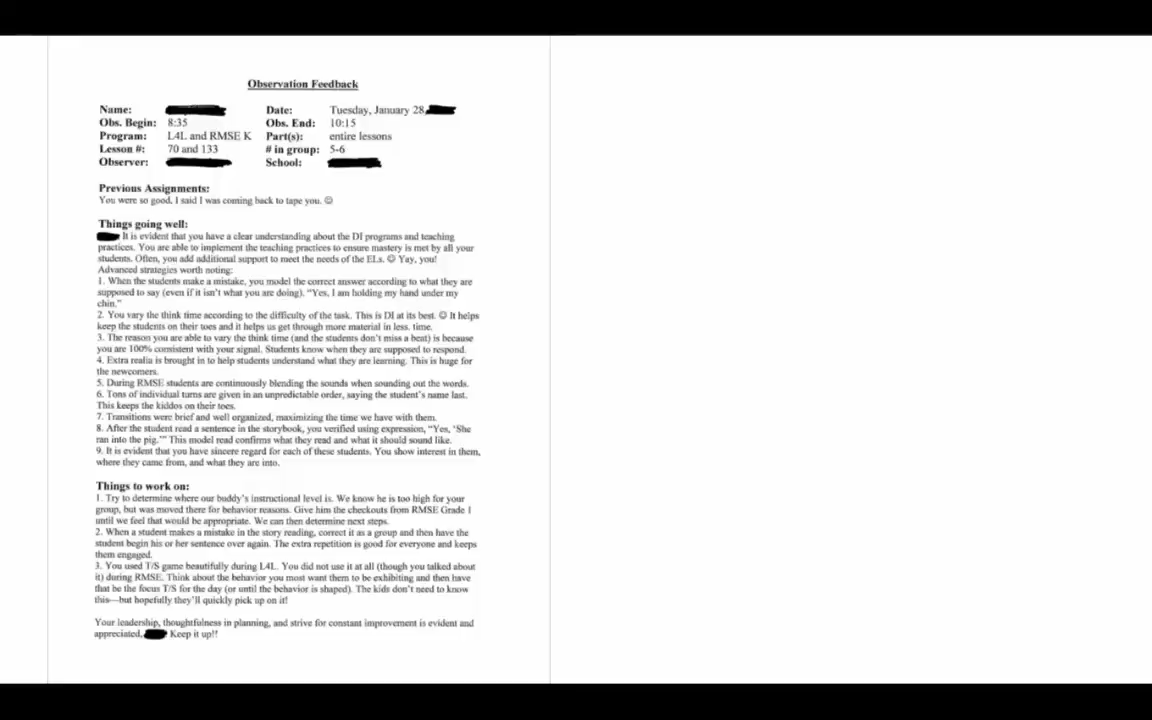 Observation Feedback
Name: Date: Tuesday, January 28,
Obs. Begin: 8:35 Obs. End: 10:15
Program: L4L and RMSE K Part(s): entire lessons
Lesson #: 70 and 133 # in group: 5-6
Observer: School:
Previous Assignments:
You were so good, I said I was coming back to tape you. ☺
Things going well:
It is evident that you have a clear understanding about the DI programs and teaching
practices. You are able to implement the teaching practices to ensure mastery is met by all your
students. Often, you add additional support to meet the needs of the ELs. ☺ Yay, you!
Advanced strategies worth noting:
1. When the students make a mistake, you model the correct answer according to what they are
supposed to say (even if it isn't what you are doing). "Yes, I am holding my hand under my
chin."
2. You vary the think time according to the difficulty of the task. This is DI at its best. ☺ It helps
keep the students on their toes and it helps us get through more material in less. time.
3. The reason you are able to vary the think time (and the students don't miss a beat) is because
you are 100% consistent with your signal. Students know when they are supposed to respond.
4. Extra realia is brought in to help students understand what they are learning. This is huge for
the newcomers.
5. During RMSE students are continuously blending the sounds when sounding out the words.
6. Tons of individual turns are given in an unpredictable order, saying the student's name last.
This keeps the kiddos on their toes.
7. Transitions were brief and well organized, maximizing the time we have with them.
8. After the student read a sentence in the storybook, you verified using expression, "Yes, 'She
ran into the pig.'" This model read confirms what they read and what it should sound like.
9. It is evident that you have sincere regard for each of these students. You show interest in them,
where they came from, and what they are into.
Things to work on:
1. Try to determine where our buddy's instructional level is. We know he is too high for your
group, but was moved there for behavior reasons. Give him the checkouts from RMSE Grade 1
until we feel that would be appropriate. We can then determine next steps.
2. When a student makes a mistake in the story reading, correct it as a group and then have the
student begin his or her sentence over again. The extra repetition is good for everyone and keeps
them engaged.
3. You used T/S game beautifully during L4L. You did not use it at all (though you talked about
it) during RMSE. Think about the behavior you most want them to be exhibiting and then have
that be the focus T/S for the day (or until the behavior is shaped). The kids don't need to know
this—but hopefully they'll quickly pick up on it!
Your leadership, thoughtfulness in planning, and strive for constant improvement is evident and
appreciated, Keep it up!!